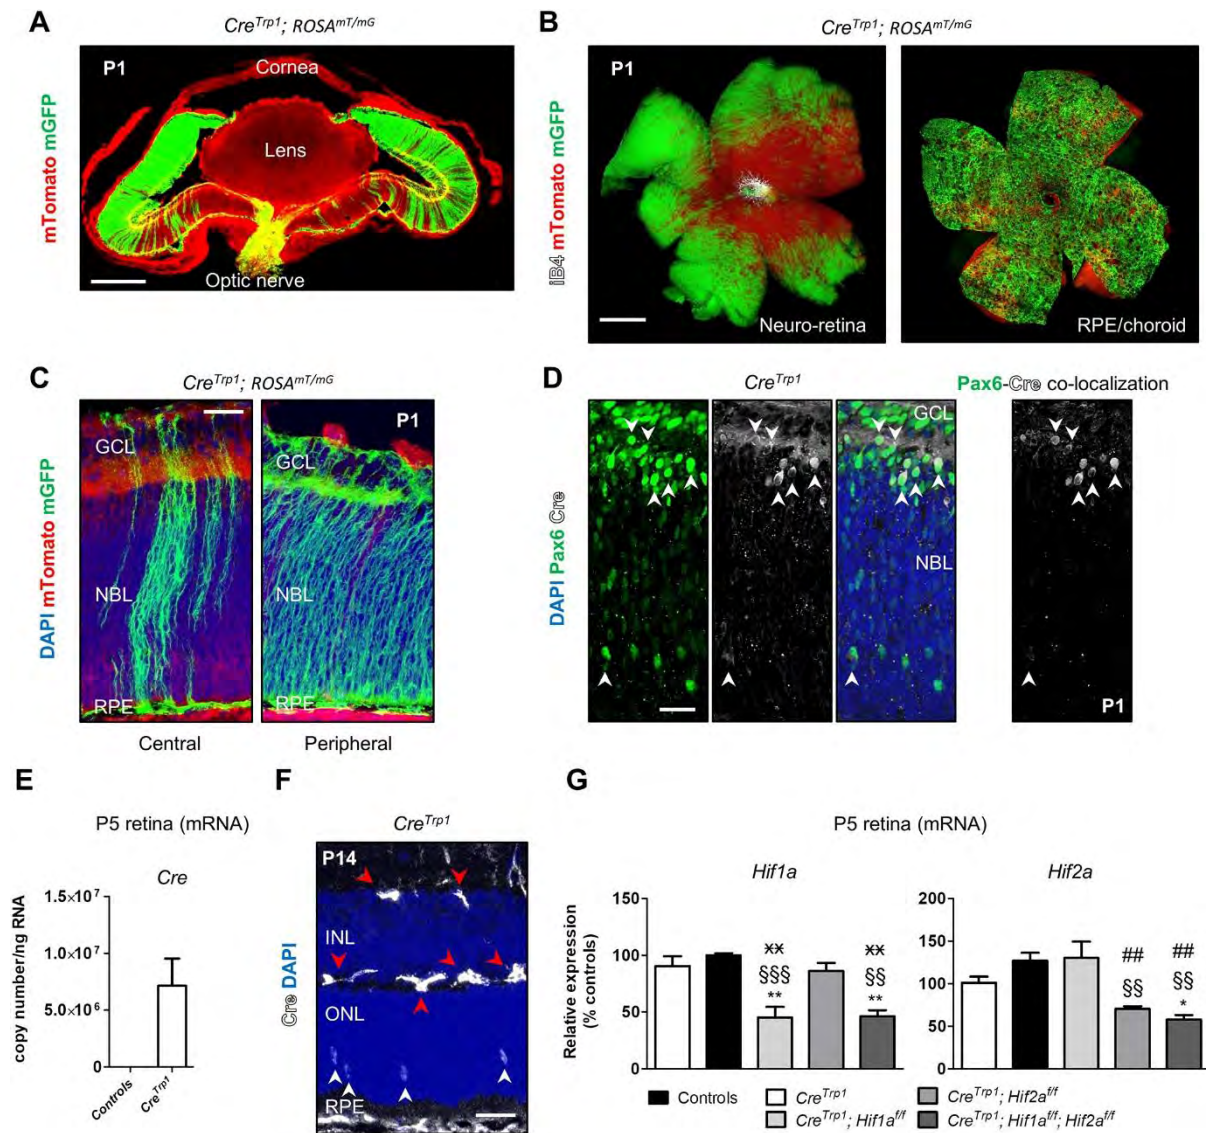 A
Cre^Trp1; ROSA^mT/mG
mTomato mGFP
P1
Cornea
Lens
Optic nerve
B
Cre^Trp1; ROSA^mT/mG
iB4 mTomato mGFP
P1
Neuro-retina
RPE/choroid
C
Cre^Trp1; ROSA^mT/mG
DAPI mTomato mGFP
GCL
NBL
RPE
P1
GCL
NBL
RPE
Central
Peripheral
D
Cre^Trp1
Pax6-Cre co-localization
DAPI Pax6 Cre
GCL
NBL
P1
E
P5 retina (mRNA)
Cre
copy number/ng RNA
1.5×10^7
1.0×10^7
5.0×10^6
0
Controls
Cre^Trp1
F
Cre^Trp1
Cre DAPI
P14
INL
ONL
RPE
G
P5 retina (mRNA)
Hif1a
Relative expression
(% controls)
150
100
50
0
ӿӿ
§§§
**
ӿӿ
§§
**
Hif2a
200
150
100
50
0
##
§§
##
§§
*
Controls
Cre^Trp1
Cre^Trp1; Hif2a^f/f
Cre^Trp1; Hif1a^f/f
Cre^Trp1; Hif1a^f/f; Hif2a^f/f